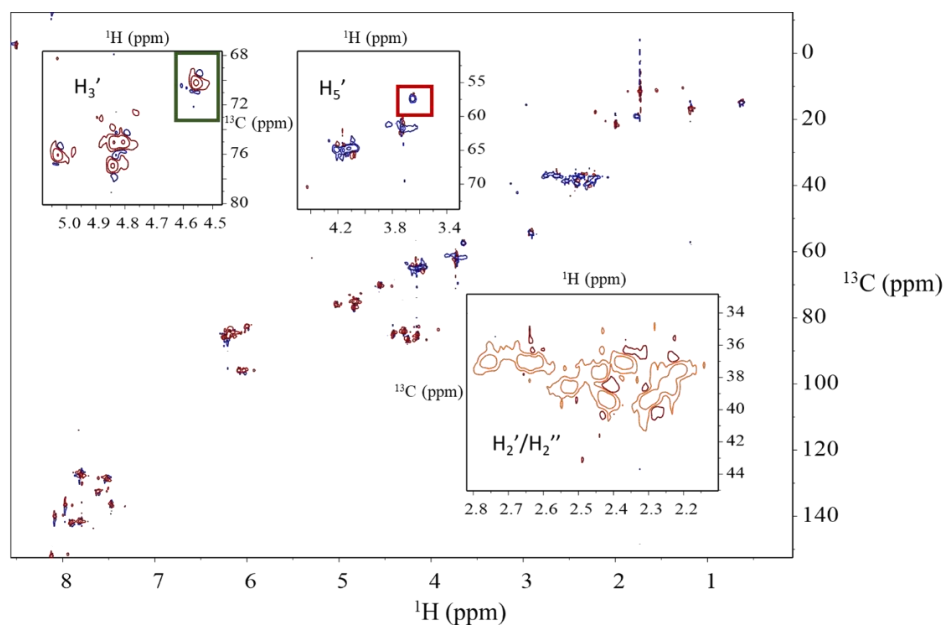 ¹H (ppm)
¹H (ppm)
H₃′
68
72
76
80
¹³C (ppm)
5.0 4.9 4.8 4.7 4.6 4.5
H₅′
55
60
65
70
4.2 3.8 3.4
0
20
40
60
80
100
120
140
¹³C (ppm)
¹H (ppm)
34
36
38
40
42
44
¹³C (ppm)
H₂′/H₂″
2.8 2.7 2.6 2.5 2.4 2.3 2.2
8 7 6 5 4 3 2 1
¹H (ppm)